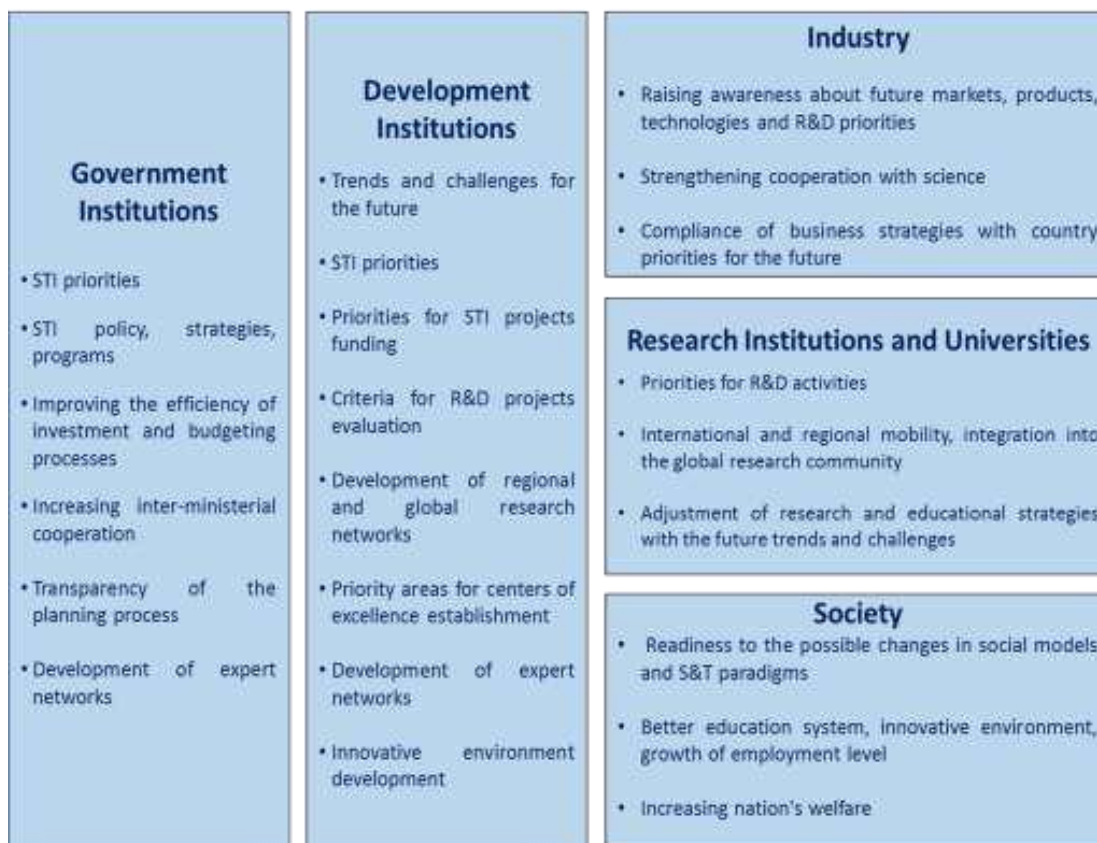 Government
Institutions
• STI priorities
• STI policy, strategies,
programs
• Improving the efficiency of
investment and budgeting
processes
• Increasing inter-ministerial
cooperation
• Transparency of the
planning process
• Development of expert
networks
Development
Institutions
• Trends and challenges for
the future
• STI priorities
• Priorities for STI projects
funding
• Criteria for R&D projects
evaluation
• Development of regional
and global research
networks
• Priority areas for centers of
excellence establishment
• Development of expert
networks
• Innovative environment
development
Industry
• Raising awareness about future markets, products,
technologies and R&D priorities
• Strengthening cooperation with science
• Compliance of business strategies with country
priorities for the future
Research Institutions and Universities
• Priorities for R&D activities
• International and regional mobility, integration into
the global research community
• Adjustment of research and educational strategies
with the future trends and challenges
Society
• Readiness to the possible changes in social models
and S&T paradigms
• Better education system, innovative environment,
growth of employment level
• Increasing nation's welfare